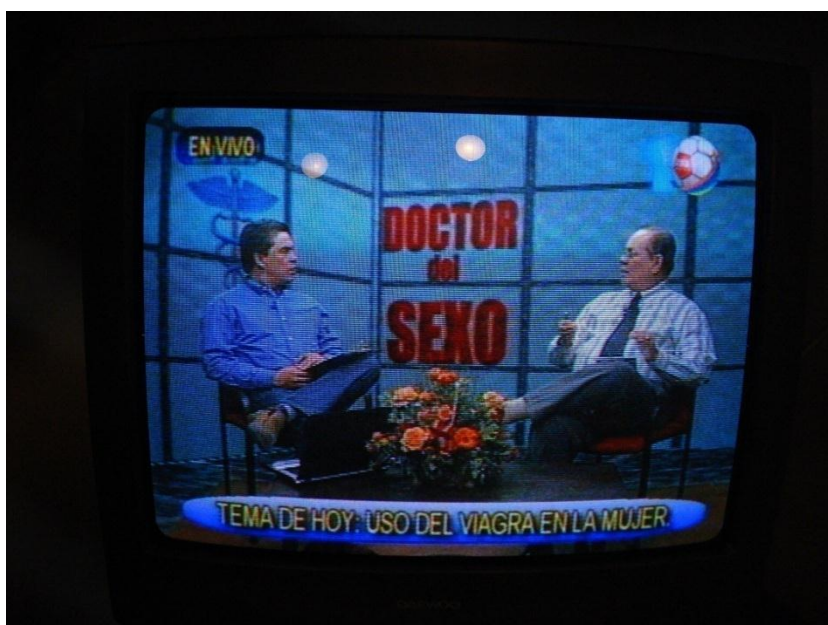 EN VIVO
DOCTOR
del
SEXO
TEMA DE HOY: USO DEL VIAGRA EN LA MUJER.